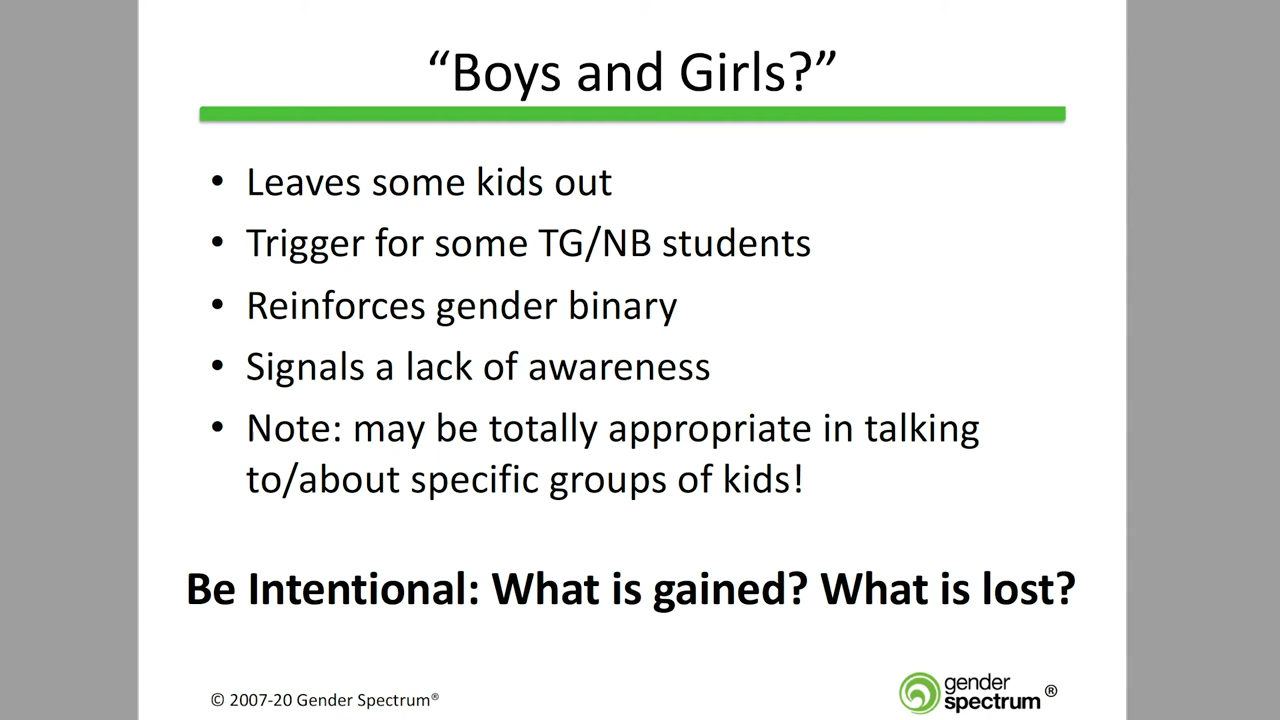 “Boys and Girls?”
• Leaves some kids out
• Trigger for some TG/NB students
• Reinforces gender binary
• Signals a lack of awareness
• Note: may be totally appropriate in talking
to/about specific groups of kids!
Be Intentional: What is gained? What is lost?
© 2007-20 Gender Spectrum®
gender
spectrum®